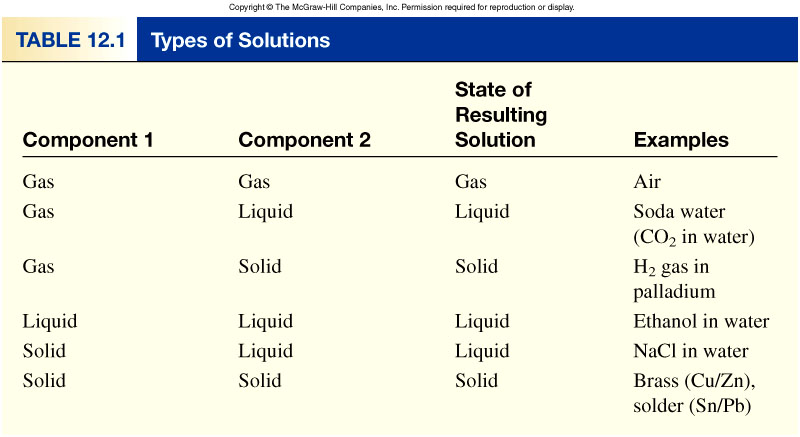 Copyright © The McGraw-Hill Companies, Inc. Permission required for reproduction or display.
TABLE 12.1 Types of Solutions
State of
Resulting
Component 1 Component 2 Solution Examples
Gas Gas Gas Air
Gas Liquid Liquid Soda water
(CO₂ in water)
Gas Solid Solid H₂ gas in
palladium
Liquid Liquid Liquid Ethanol in water
Solid Liquid Liquid NaCl in water
Solid Solid Solid Brass (Cu/Zn),
solder (Sn/Pb)